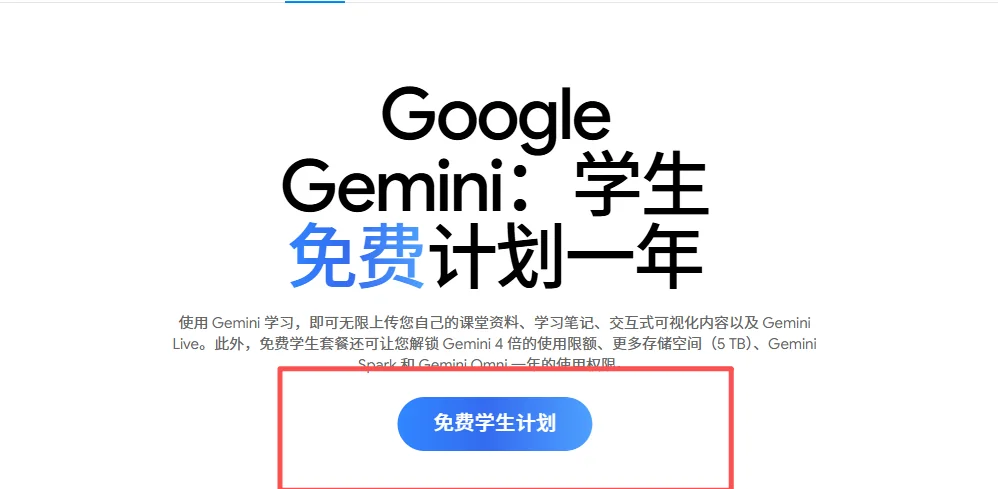 Google
Gemini：学生
免费计划一年
使用 Gemini 学习，即可无限上传您自己的课堂资料、学习笔记、交互式可视化内容以及 Gemini
Live。此外，免费学生套餐还可让您解锁 Gemini 4 倍的使用限额、更多存储空间（5 TB）、Gemini
Spark 和 Gemini Omni 一年的使用权限。
免费学生计划